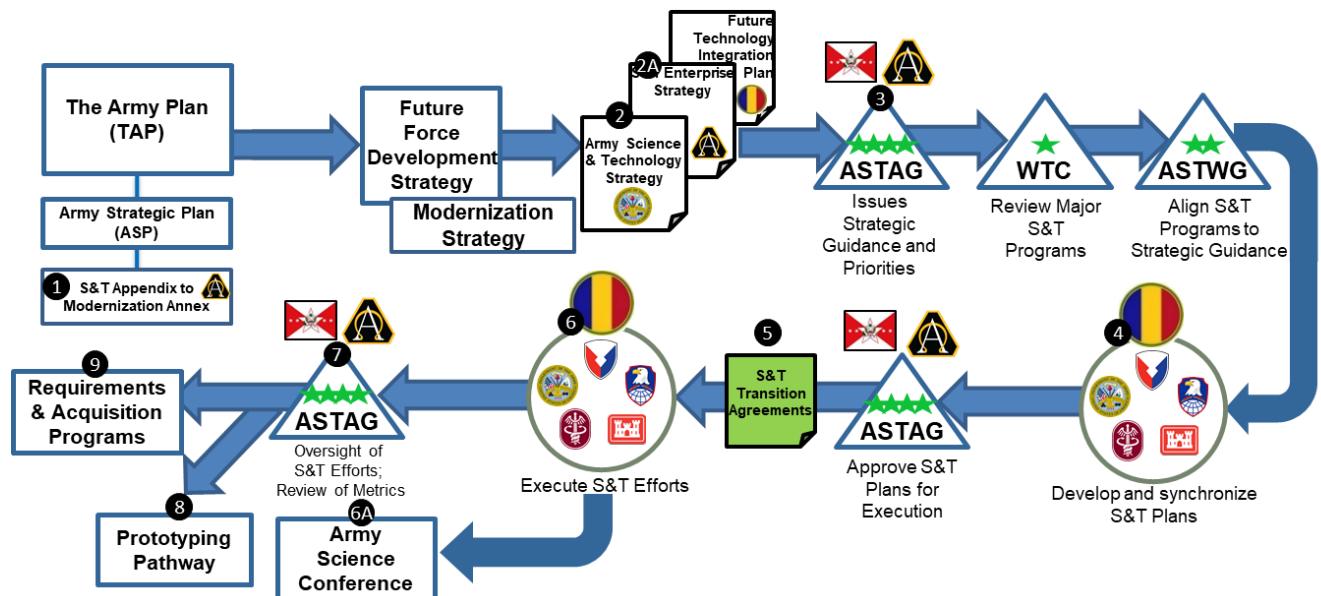 The Army Plan
(TAP)
Army Strategic Plan
(ASP)
1
S&T Appendix to
Modernization Annex
Future
Force
Development
Strategy
Modernization
Strategy
2
Army Science
& Technology
Strategy
2A
S&T Enterprise
Strategy
Future
Technology
Integration
Plan
3
ASTAG
Issues
Strategic
Guidance and
Priorities
WTC
Review Major
S&T
Programs
ASTWG
Align S&T
Programs to
Strategic Guidance
4
Develop and synchronize
S&T Plans
ASTAG
Approve S&T
Plans for
Execution
5
S&T
Transition
Agreements
6
Execute S&T Efforts
6A
Army
Science
Conference
7
ASTAG
Oversight of
S&T Efforts;
Review of Metrics
8
Prototyping
Pathway
9
Requirements
& Acquisition
Programs